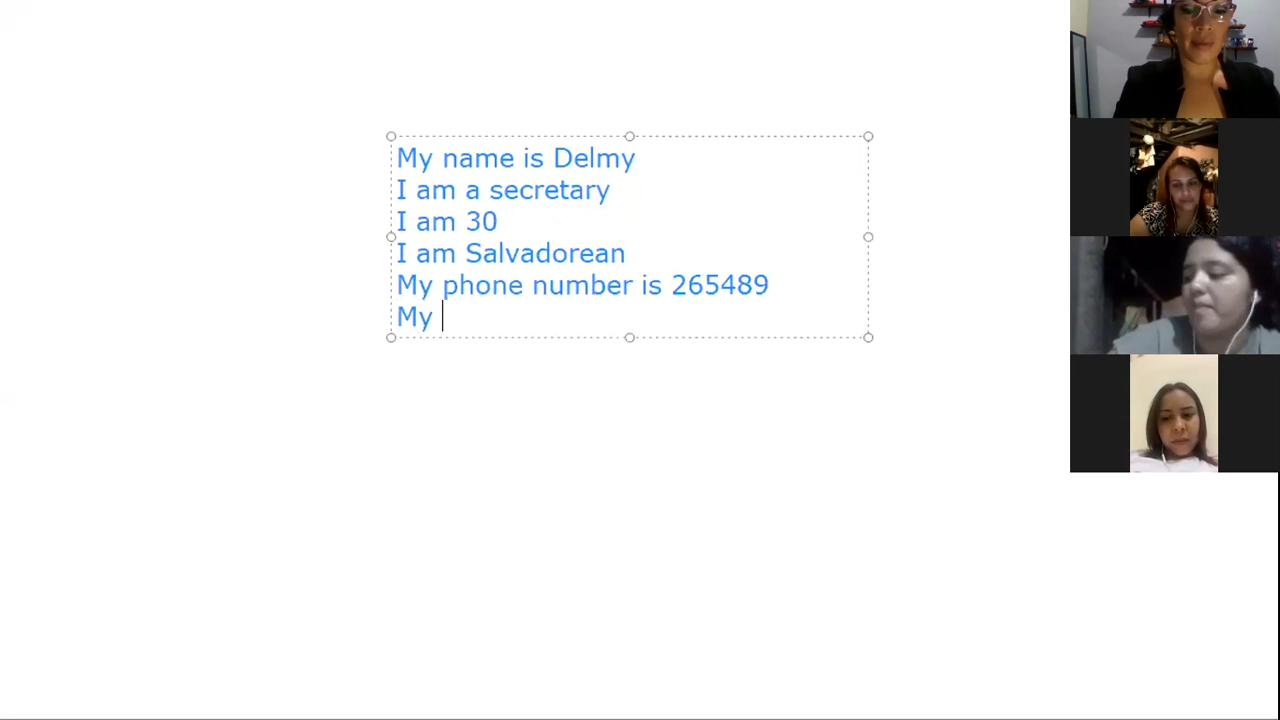 My name is Delmy
I am a secretary
I am 30
I am Salvadorean
My phone number is 265489
My